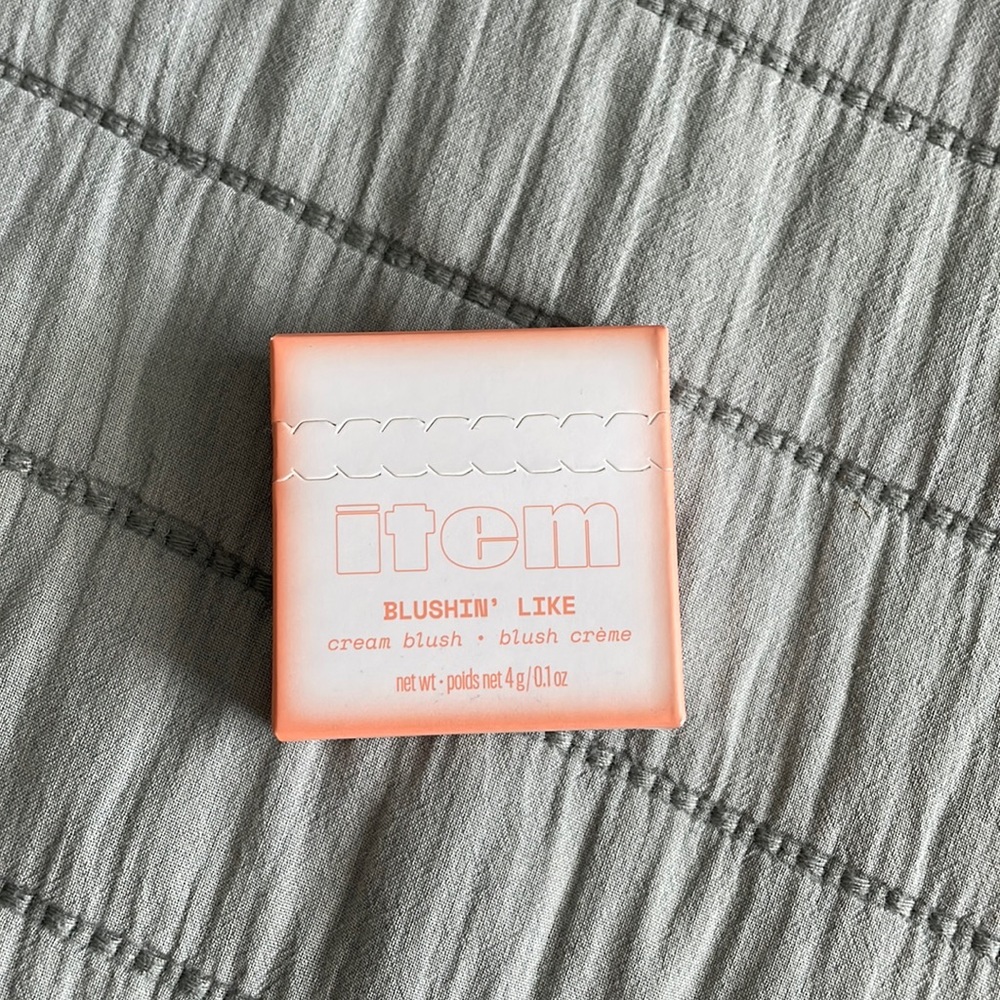 item
BLUSHIN' LIKE
cream blush • blush crème
net wt • poids net 4 g/0.1 oz